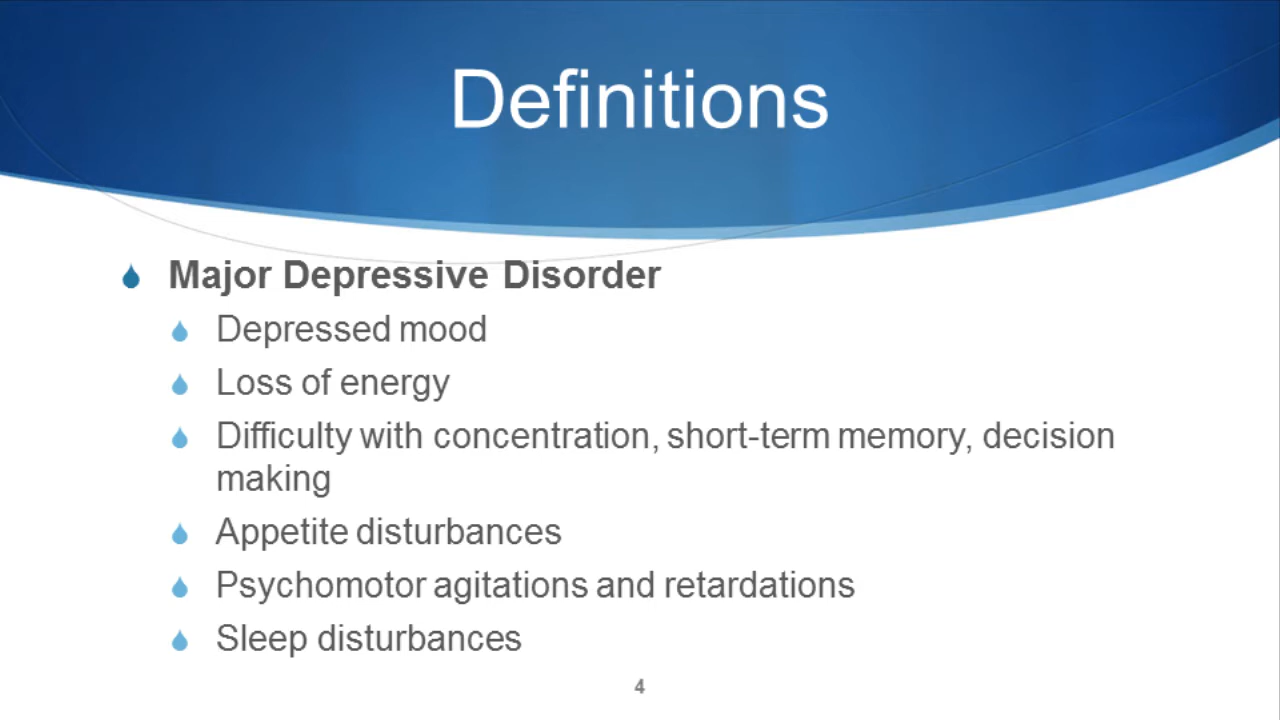 Definitions
Major Depressive Disorder
Depressed mood
Loss of energy
Difficulty with concentration, short-term memory, decision
making
Appetite disturbances
Psychomotor agitations and retardations
Sleep disturbances
4